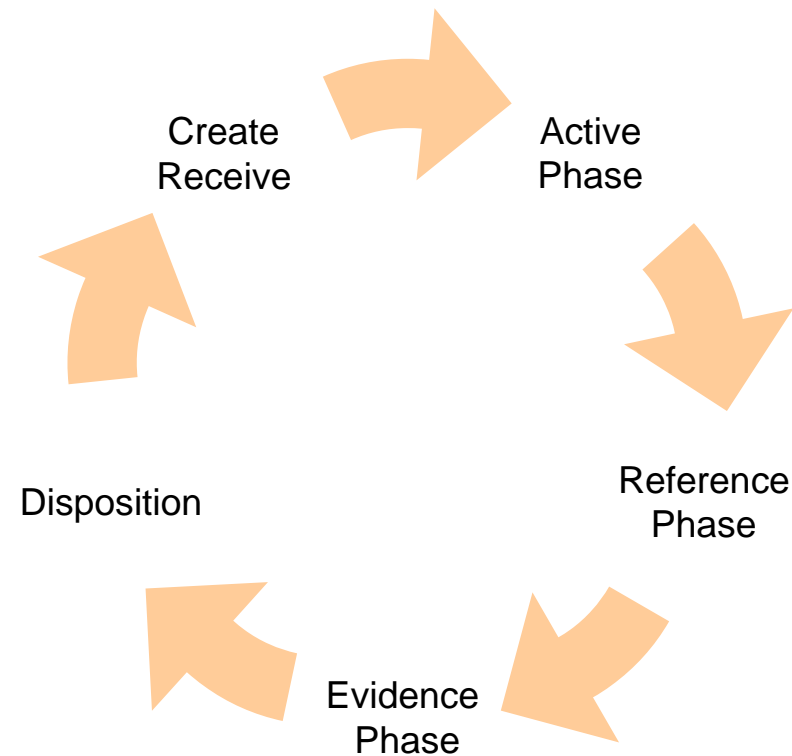 Create
Receive
Active
Phase
Reference
Phase
Evidence
Phase
Disposition